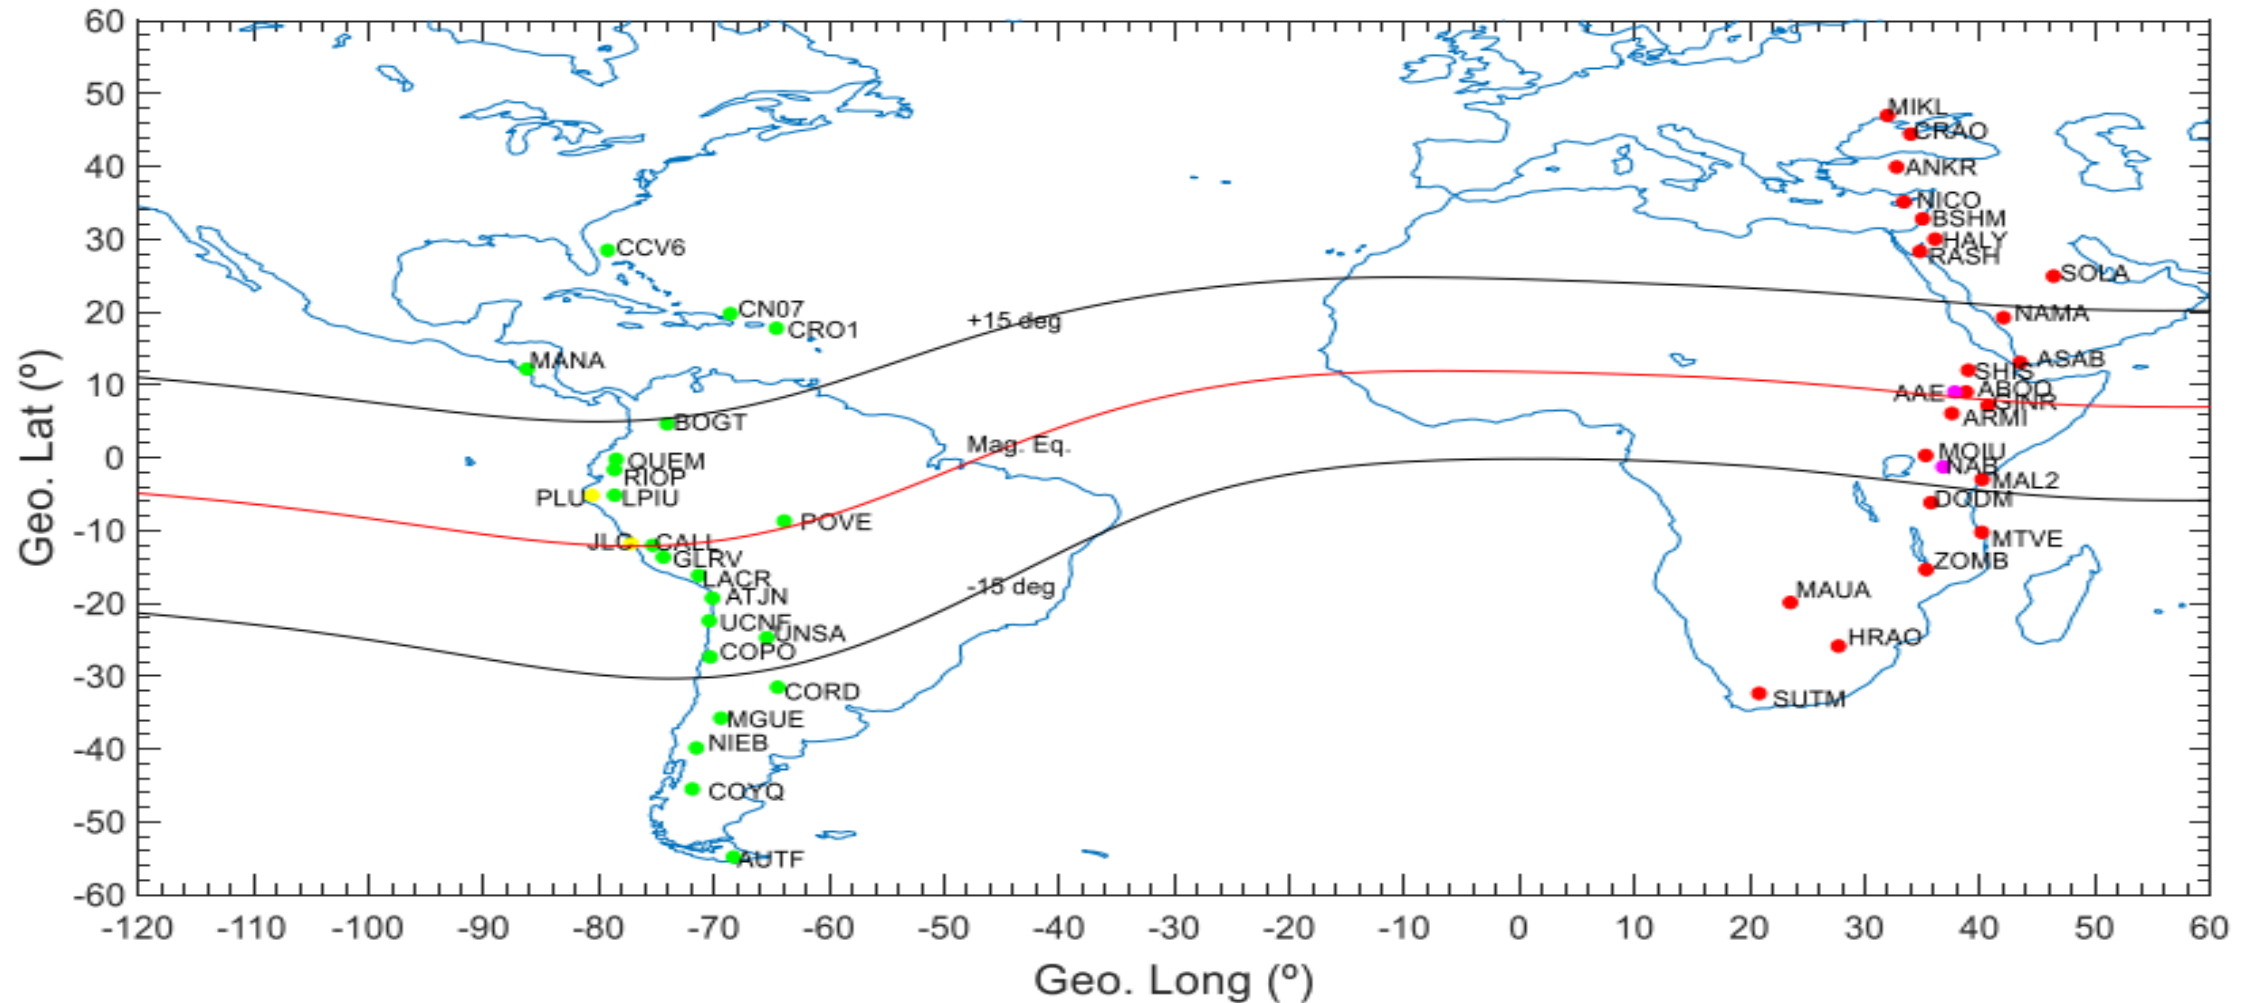 60
50
40
30
20
10
0
-10
-20
-30
-40
-50
-60
Geo. Lat (º)
MIKL
CRAO
ANKR
NICO
BSHM
HALY
RASH
CCV6
SOLA
CN07
NAMA
+15 deg
CRO1
MANA
ASAB
SHIS
AAE
ABOO
GINR
BOGT
ARMI
Mag. Eq.
MOIU
QUEM
NAB
RIOP
MAL2
PLU
LPIU
DODM
POVE
MTVE
JLC
CALL
GLRV
ZOMB
LACR
-15 deg
MAUA
ATJN
UCNF
UNSA
HRAO
COPO
CORD
SUTM
MGUE
NIEB
COYQ
AUTF
-120 -110 -100 -90 -80 -70 -60 -50 -40 -30 -20 -10 0 10 20 30 40 50 60
Geo. Long (º)